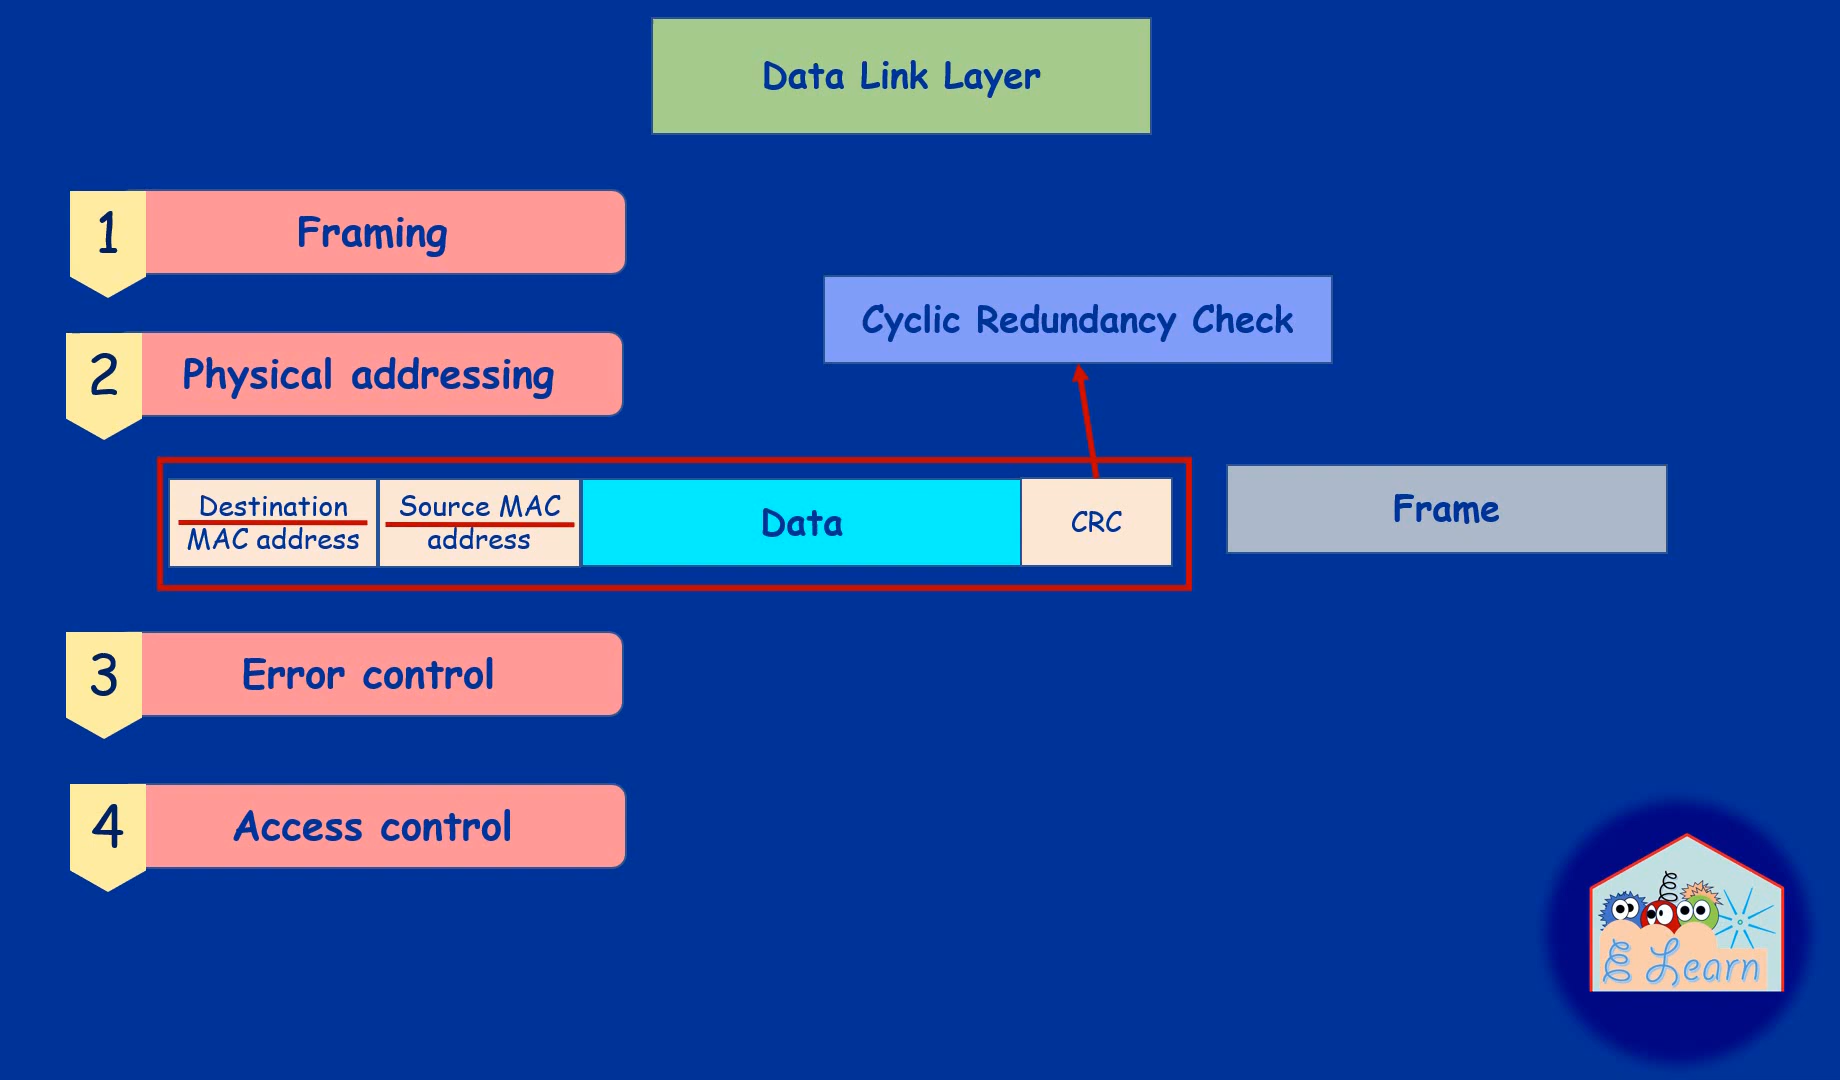 Data Link Layer
1
Framing
2
Physical addressing
Cyclic Redundancy Check
Destination
MAC address
Source MAC
address
Data
CRC
Frame
3
Error control
4
Access control
E Learn